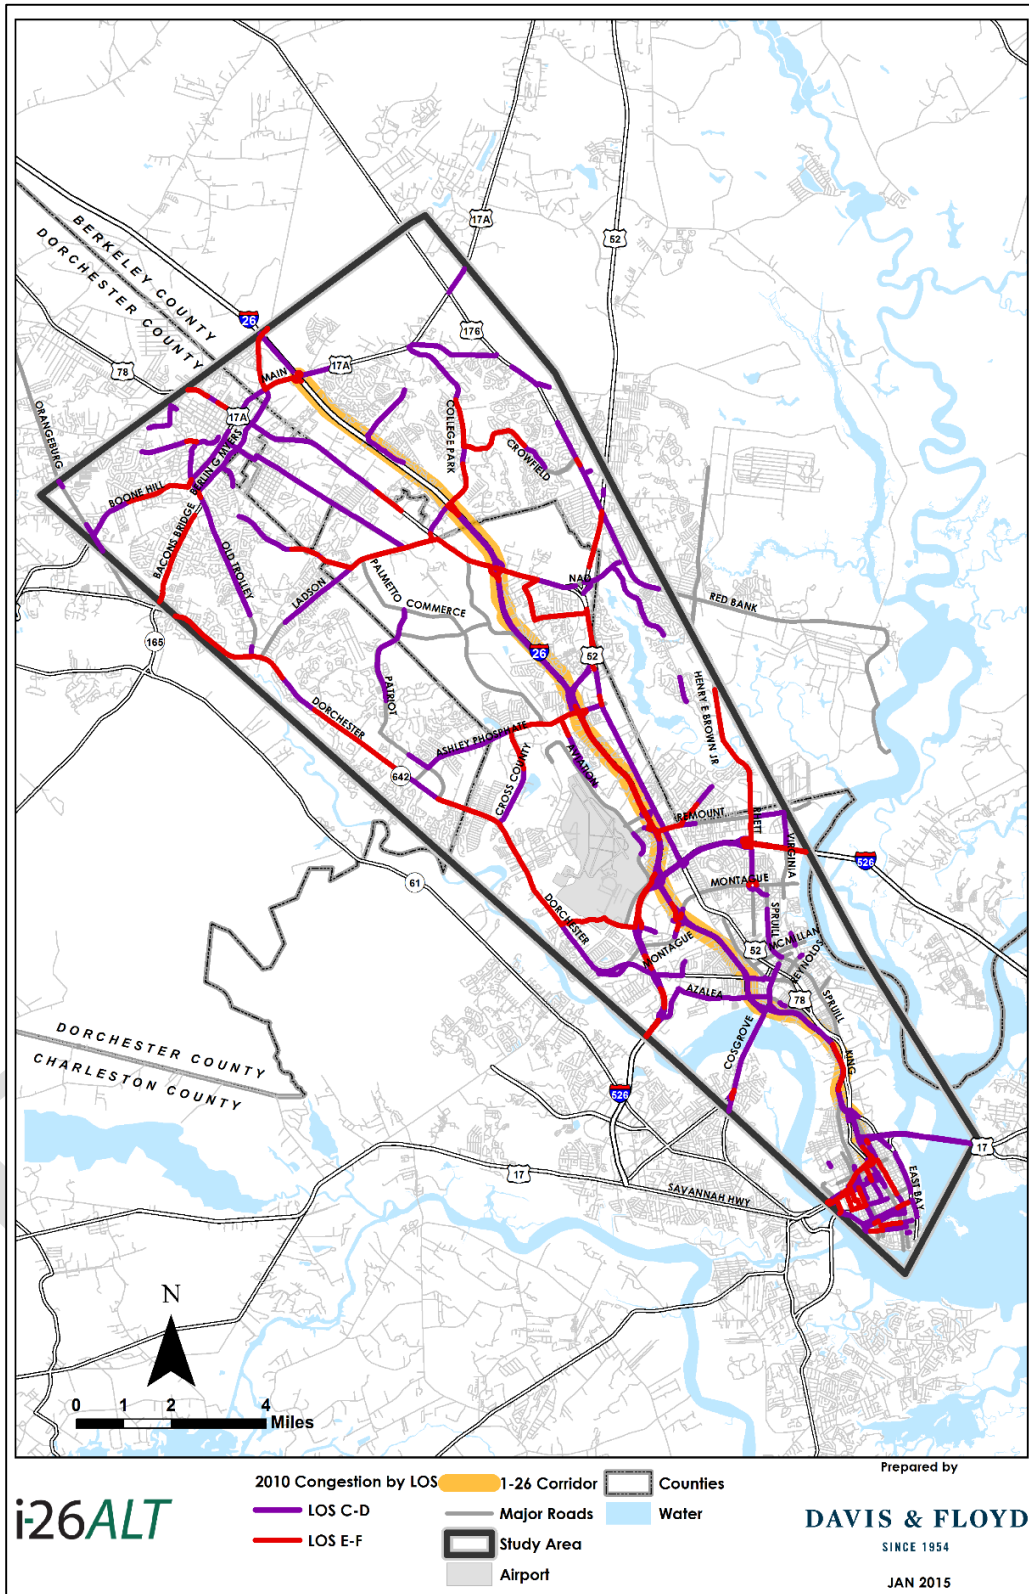 17A
52
BERKELEY COUNTY
DORCHESTER COUNTY
26
176
17A
78
MAIN
ORANGEBURG
17A
COLLEGE PARK
BERLIN G MYERS
CROWFIELD
BOONE HILL
BACONS BRIDGE
OLD TROLLEY
LADSON
PALMETTO
NAD
COMMERCE
RED BANK
165
26
52
PATRIOT
HENRY E BROWN JR
DORCHESTER
ASHLEY PHOSPHATE
AVIATION
642
CROSS COUNTY
REMOUNT
RHETT
VIRGINIA
526
61
MONTAGUE
DORCHESTER
SPRUILL
MCMILLAN
MONTAGUE
52
REYNOLDS
AZALEA
78
SPRUILL
COSGROVE
KING
DORCHESTER COUNTY
CHARLESTON COUNTY
526
17
17
EAST BAY
SAVANNAH HWY
N
0 1 2 4
Miles
Prepared by
2010 Congestion by LOS
1-26 Corridor
Counties
LOS C-D
Major Roads
Water
LOS E-F
Study Area
Airport
i-26ALT
DAVIS & FLOYD
SINCE 1954
JAN 2015